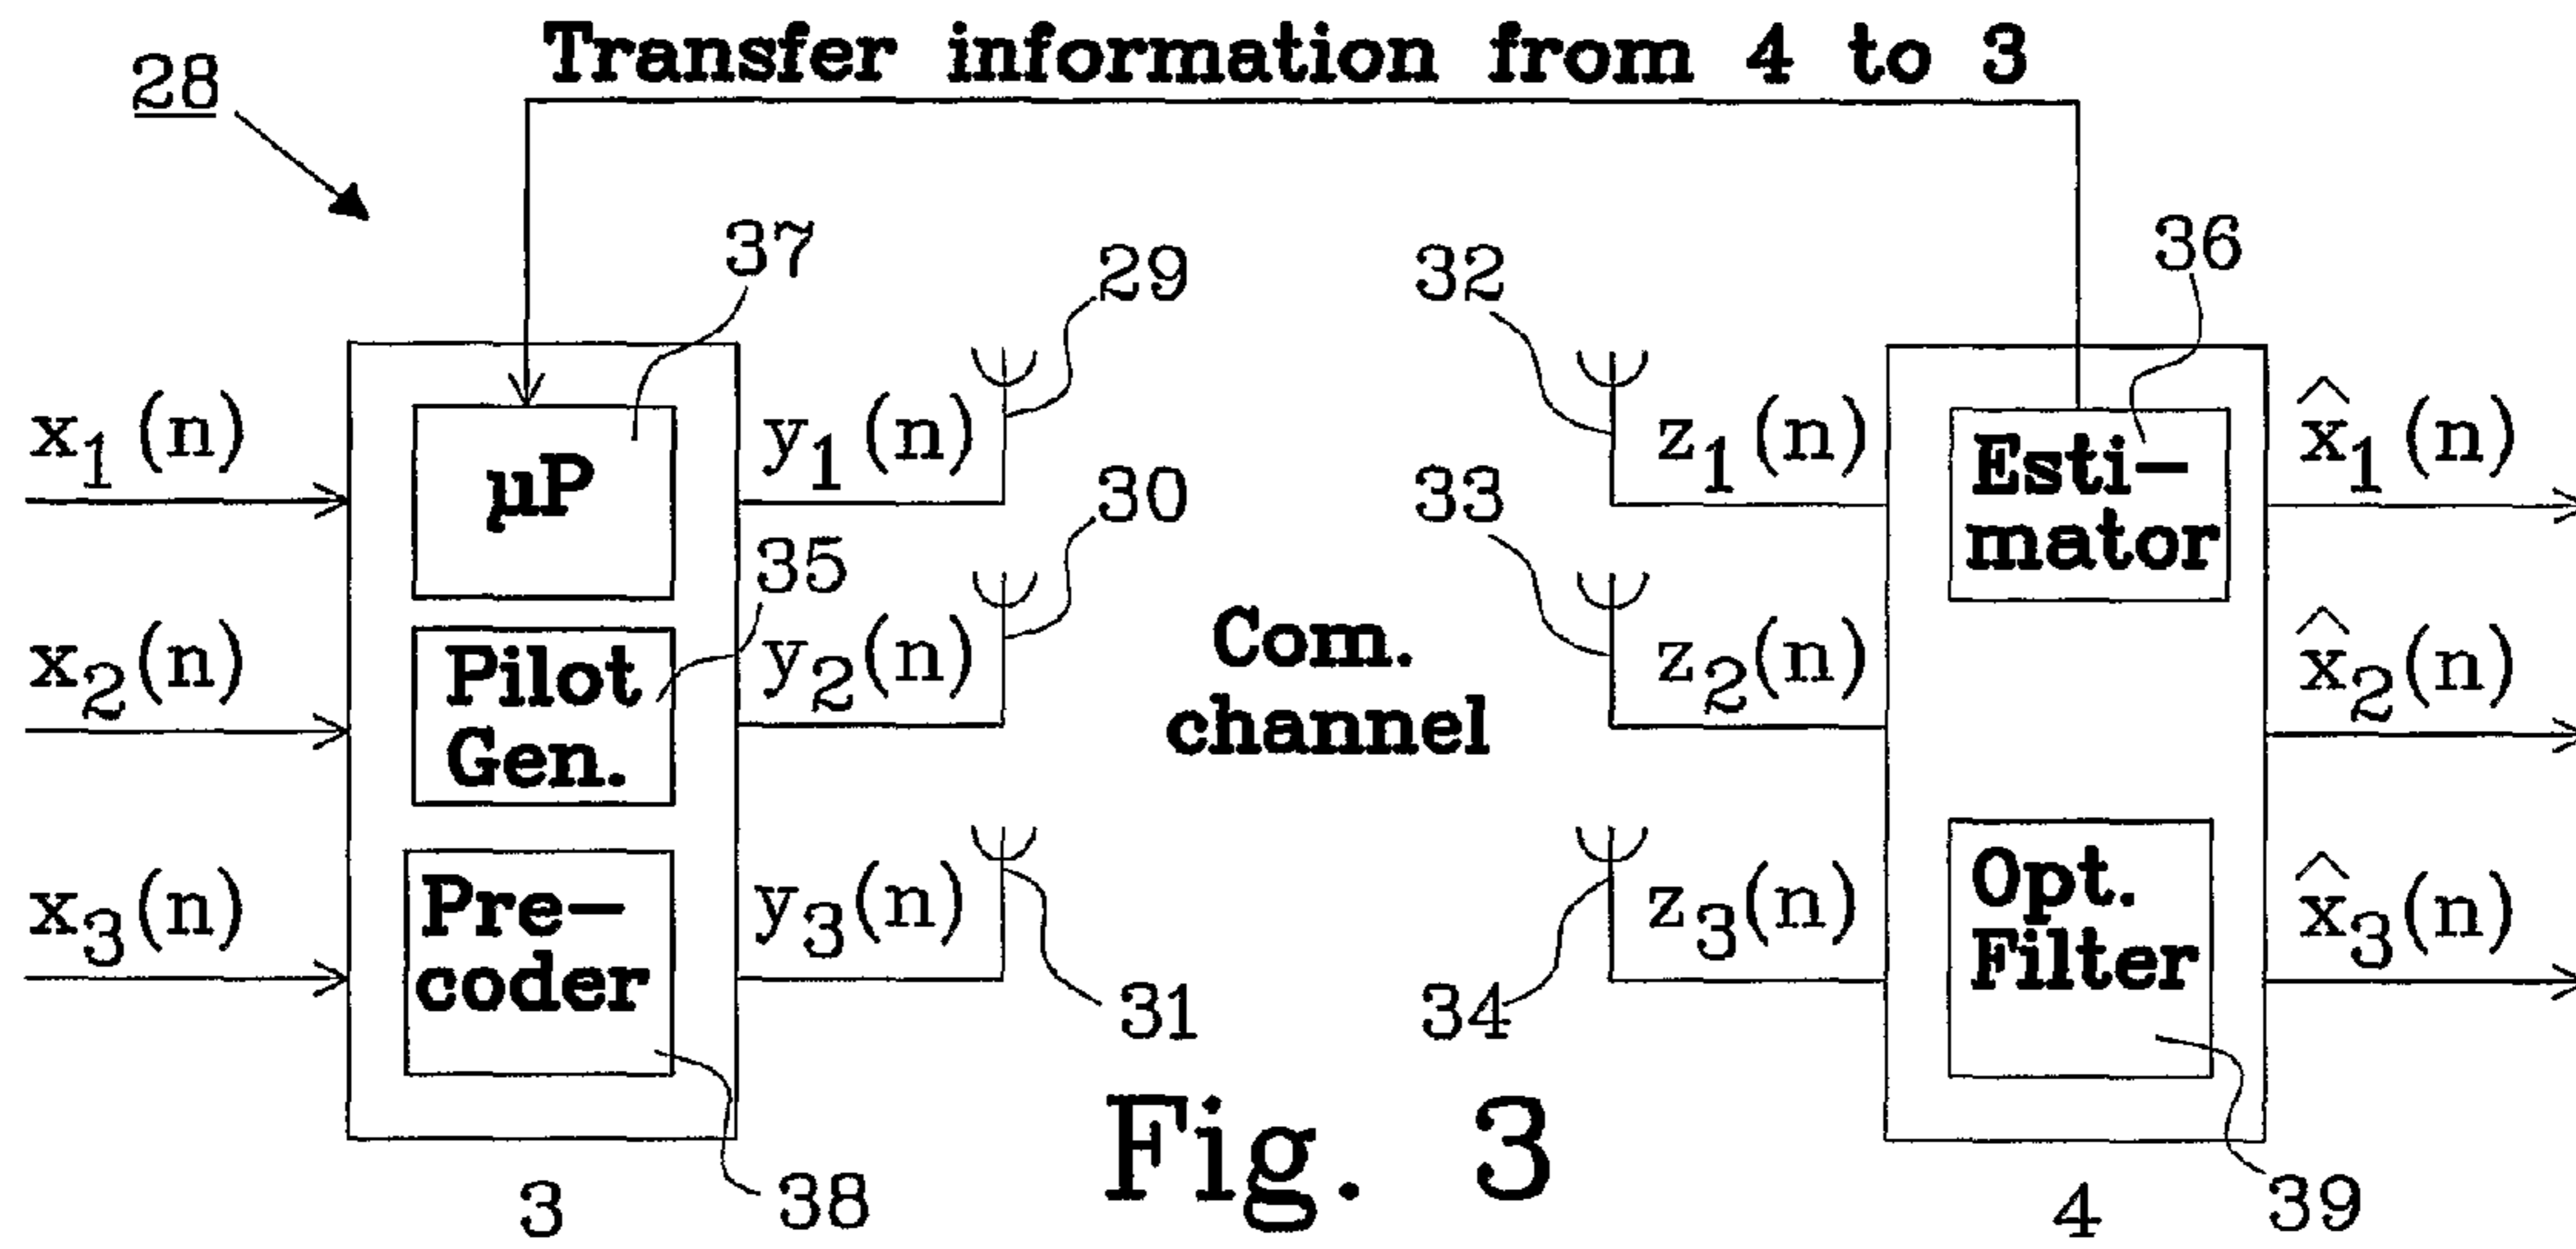 Transfer information from 4 to 3
28
37
29
32
36
x1(n)
µP
y1(n)
z1(n)
Esti-
mator
x̂1(n)
35
30
33
x2(n)
Pilot
Gen.
y2(n)
Com.
channel
z2(n)
x̂2(n)
x3(n)
Pre-
coder
y3(n)
z3(n)
Opt.
Filter
x̂3(n)
31
34
38
39
3
4
Fig. 3